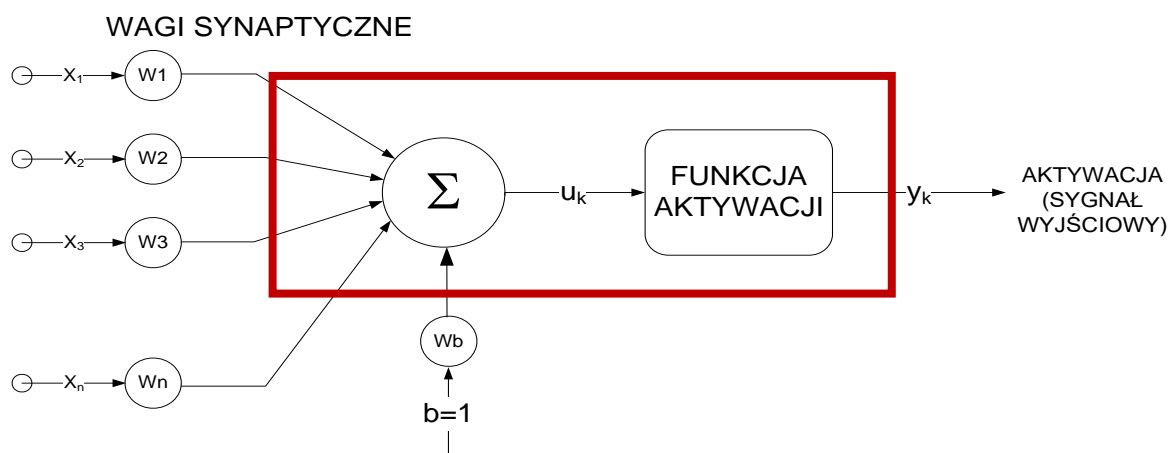 WAGI SYNAPTYCZNE
X₁ W1
X₂ W2
X₃ W3
Xₙ Wn
Σ
uₖ
FUNKCJA
AKTYWACJI
yₖ
AKTYWACJA
(SYGNAŁ
WYJŚCIOWY)
Wb
b=1